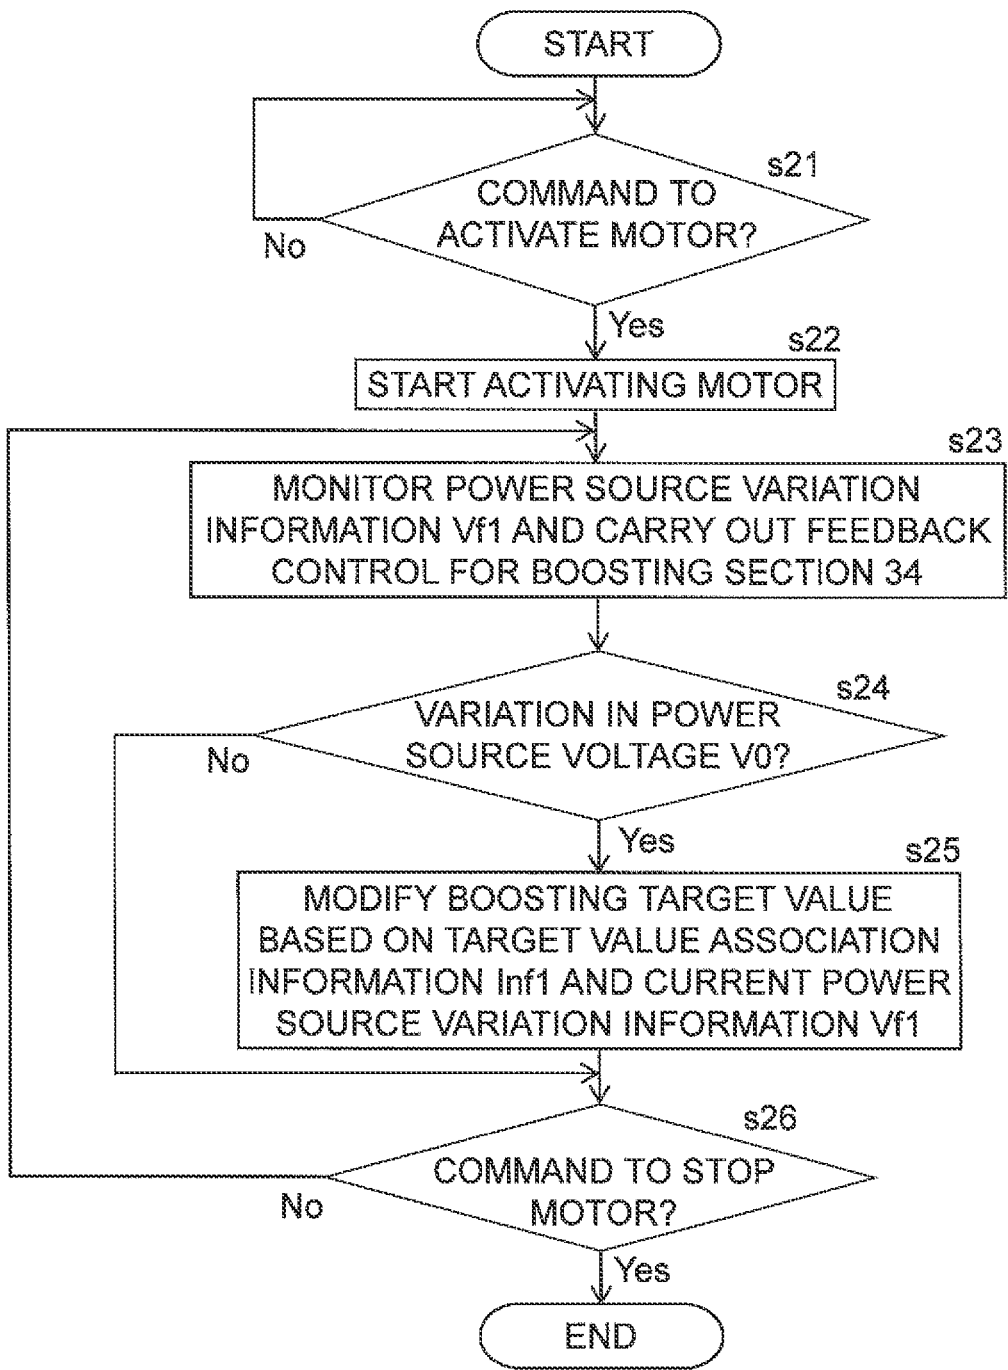 START
s21
COMMAND TO
ACTIVATE MOTOR?
No
Yes
s22
START ACTIVATING MOTOR
s23
MONITOR POWER SOURCE VARIATION
INFORMATION Vf1 AND CARRY OUT FEEDBACK
CONTROL FOR BOOSTING SECTION 34
s24
VARIATION IN POWER
SOURCE VOLTAGE V0?
No
Yes
s25
MODIFY BOOSTING TARGET VALUE
BASED ON TARGET VALUE ASSOCIATION
INFORMATION Inf1 AND CURRENT POWER
SOURCE VARIATION INFORMATION Vf1
s26
COMMAND TO STOP
MOTOR?
No
Yes
END